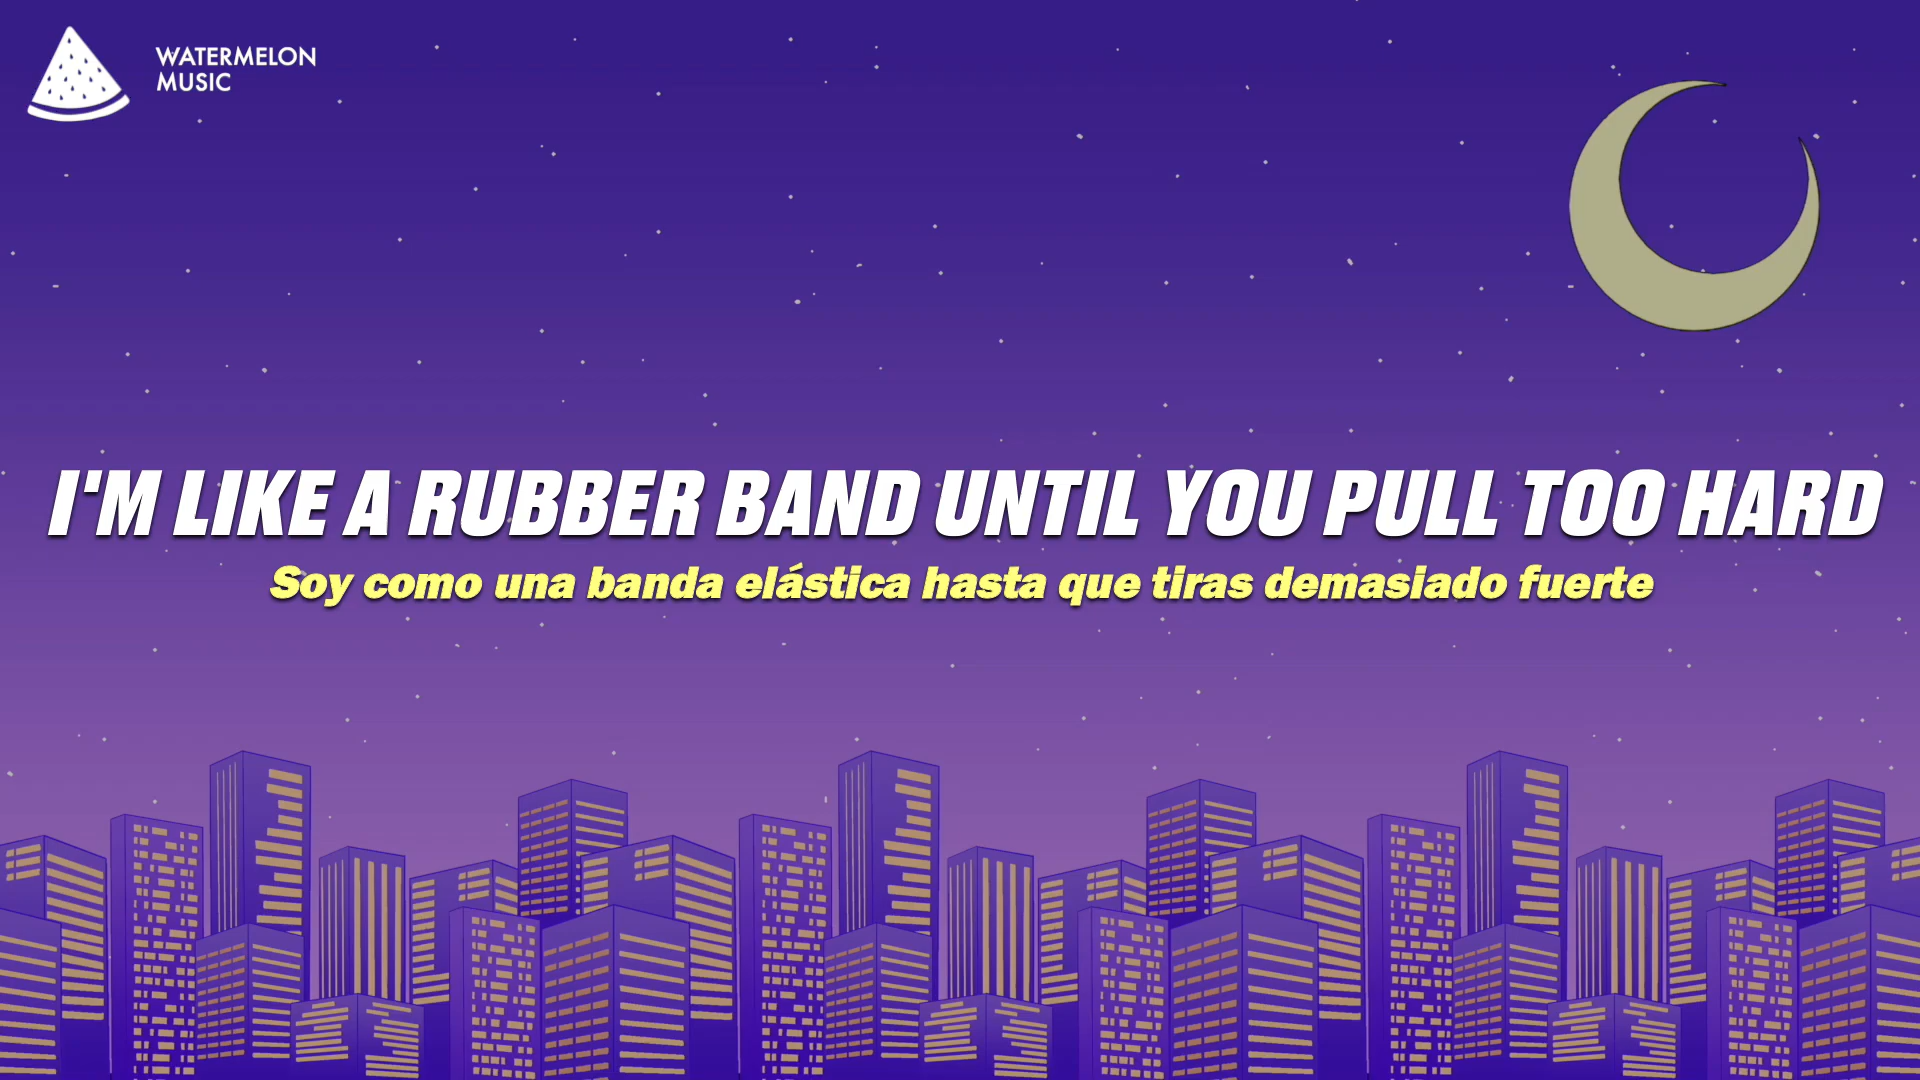 WATERMELON
MUSIC
I'M LIKE A RUBBER BAND UNTIL YOU PULL TOO HARD
Soy como una banda elástica hasta que tiras demasiado fuerte